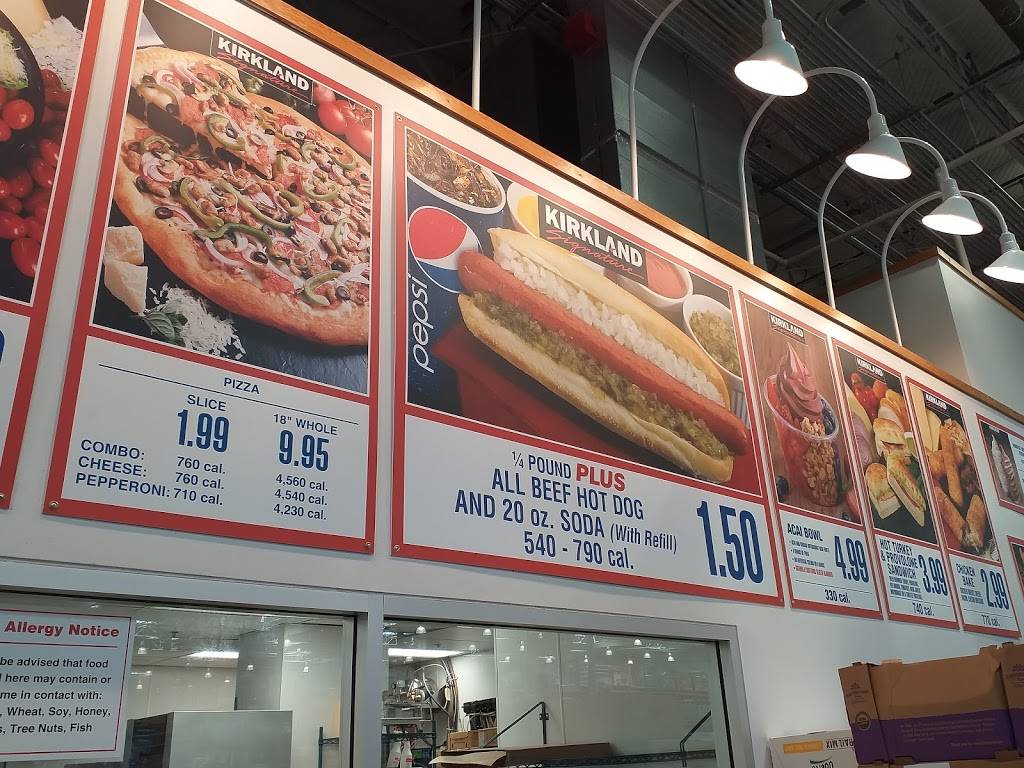 KIRKLAND
Signature
PIZZA
SLICE
1.99
18" WHOLE
9.95
COMBO: 760 cal. 4,560 cal.
CHEESE: 760 cal. 4,540 cal.
PEPPERONI: 710 cal. 4,230 cal.
pepsi
KIRKLAND
Signature
1/4 POUND PLUS
ALL BEEF HOT DOG
AND 20 oz. SODA (With Refill)
540 - 790 cal.
1.50
KIRKLAND
ACAI BOWL
4.99
330 cal.
KIRKLAND
HOT TURKEY
& PROVOLONE
SANDWICH
3.99
740 cal.
KIRKLAND
CHICKEN
BAKE
2.99
770 cal.
Allergy Notice
be advised that food
here may contain or
me in contact with:
, Wheat, Soy, Honey,
s, Tree Nuts, Fish
TRAIL MIX